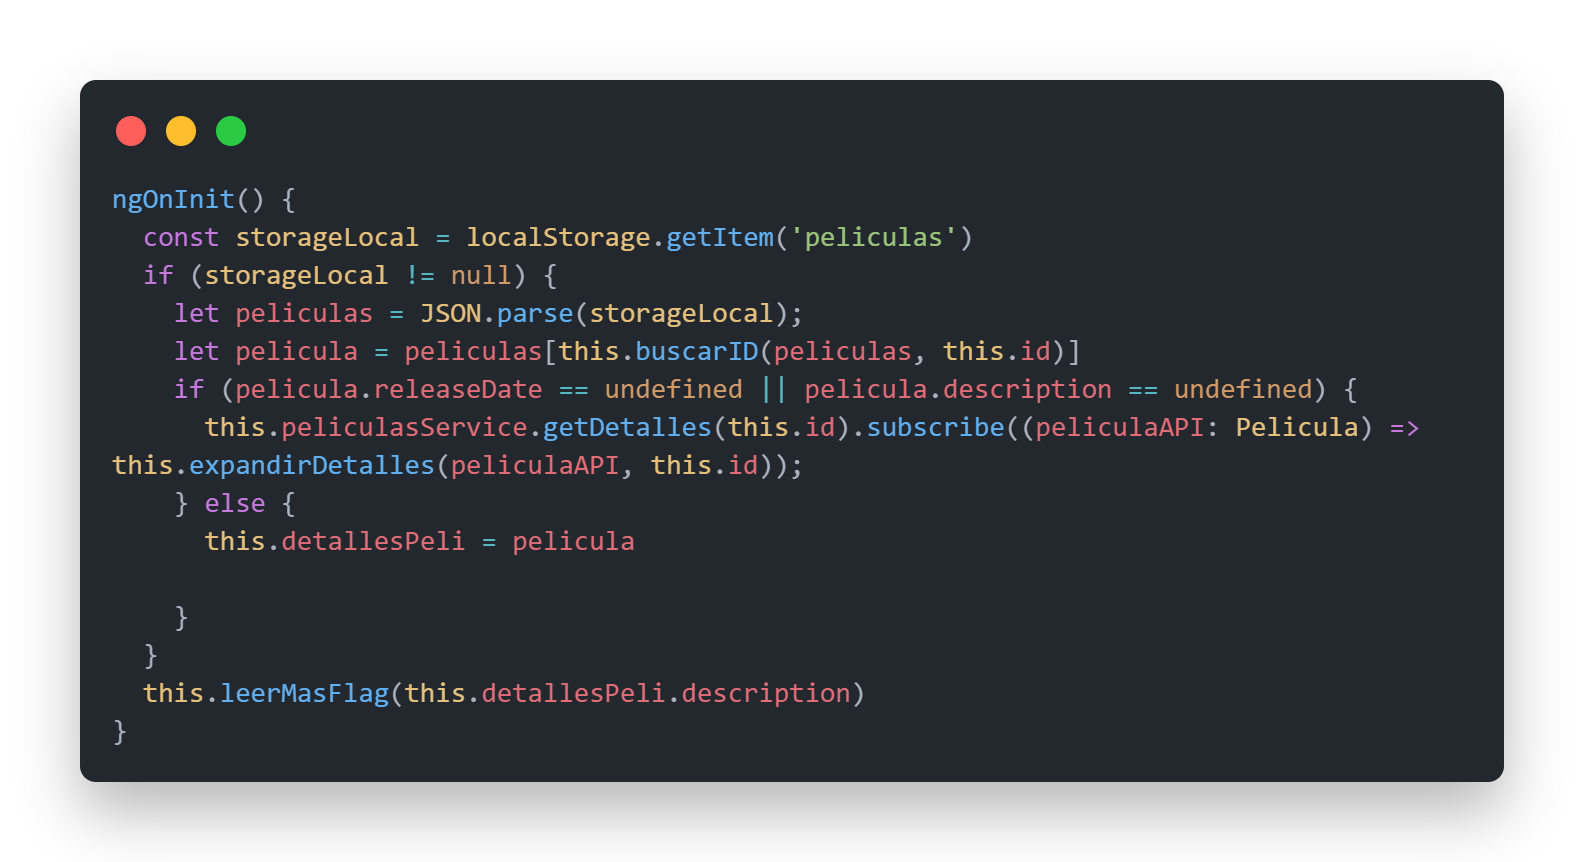 ngOnInit() {
  const storageLocal = localStorage.getItem('peliculas')
  if (storageLocal != null) {
    let peliculas = JSON.parse(storageLocal);
    let pelicula = peliculas[this.buscarID(peliculas, this.id)]
    if (pelicula.releaseDate == undefined || pelicula.description == undefined) {
      this.peliculasService.getDetalles(this.id).subscribe((peliculaAPI: Pelicula) =>
this.expandirDetalles(peliculaAPI, this.id));
    } else {
      this.detallesPeli = pelicula

    }
  }
  this.leerMasFlag(this.detallesPeli.description)
}